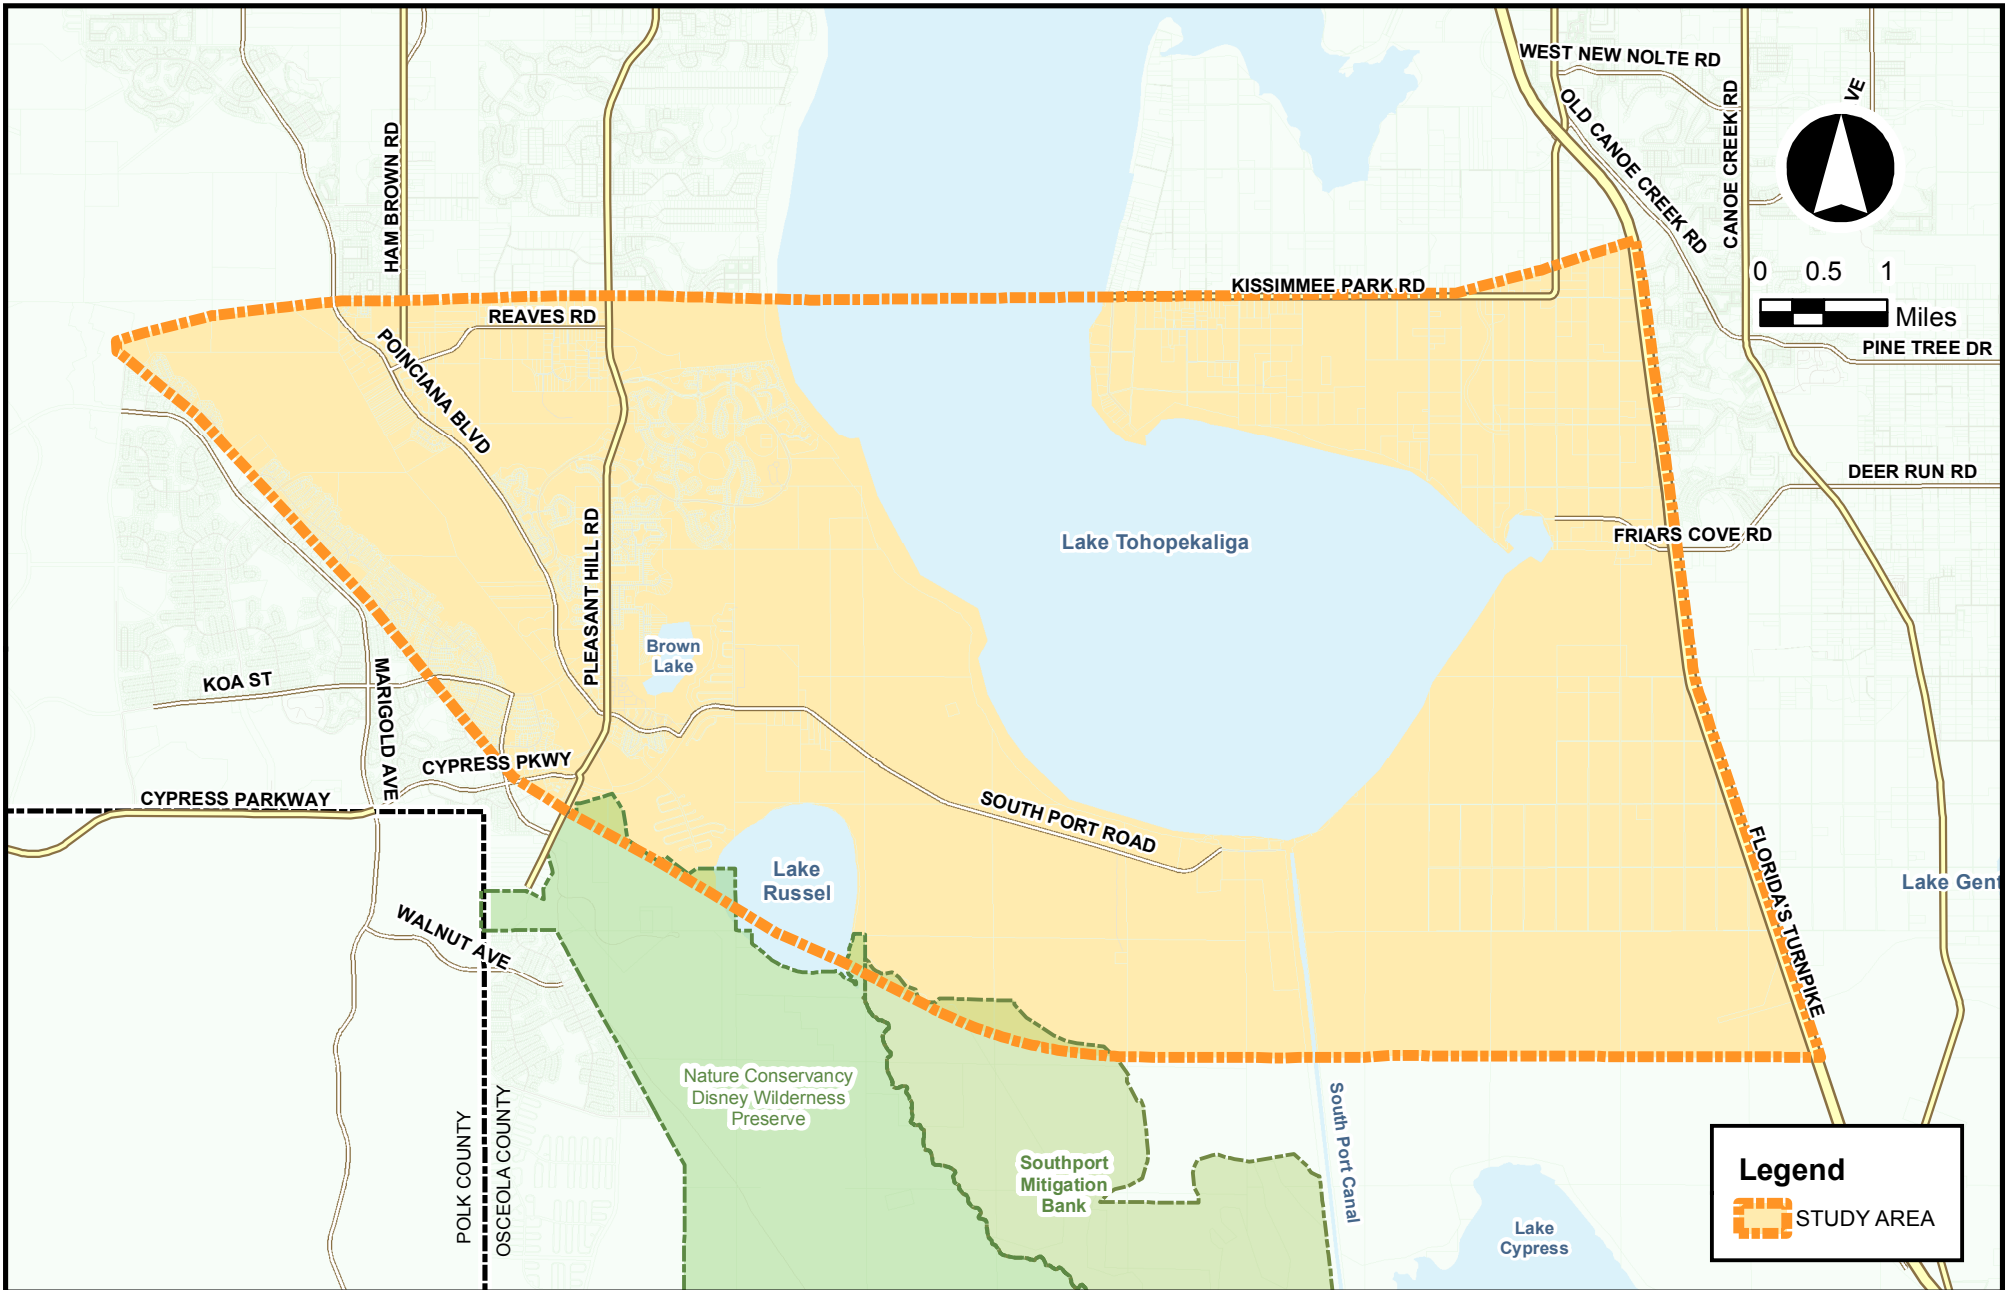 WEST NEW NOLTE RD
VE
OLD CANOE CREEK RD
CANOE CREEK RD
HAM BROWN RD
0 0.5 1
Miles
KISSIMMEE PARK RD
REAVES RD
POINCIANA BLVD
PINE TREE DR
DEER RUN RD
FRIARS COVE RD
Lake Tohopekaliga
PLEASANT HILL RD
Brown
Lake
KOA ST
MARIGOLD AVE
CYPRESS PKWY
CYPRESS PARKWAY
SOUTH PORT ROAD
Lake
Russel
FLORIDA'S TURNPIKE
Lake Gent
WALNUT AVE
Nature Conservancy
Disney Wilderness
Preserve
POLK COUNTY
OSCEOLA COUNTY
Southport
Mitigation
Bank
South Port Canal
Lake
Cypress
Legend
STUDY AREA